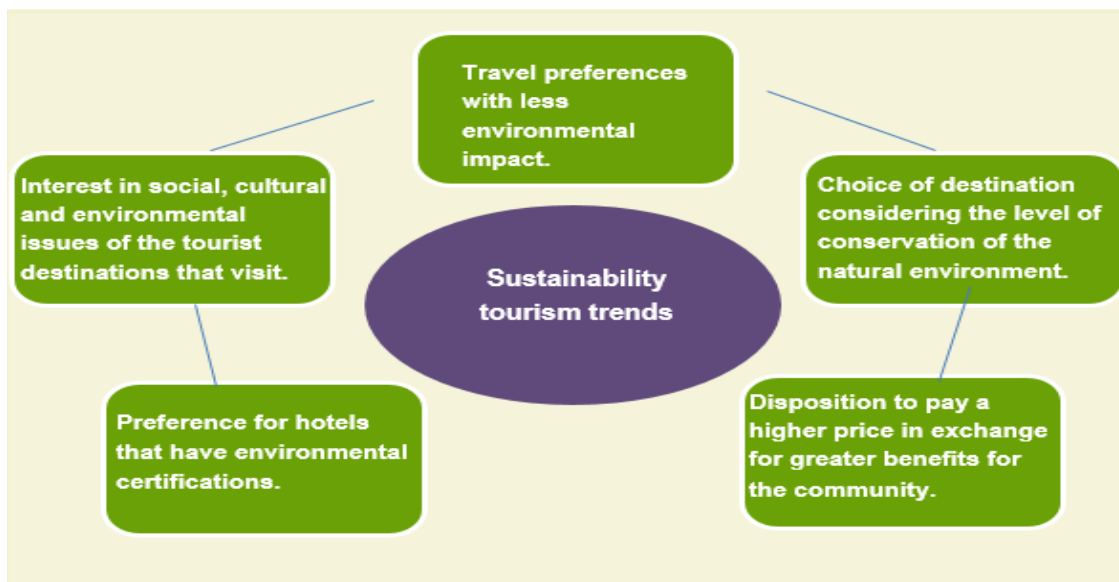 Travel preferences
with less
environmental
impact.
Interest in social, cultural
and environmental
issues of the tourist
destinations that visit.
Choice of destination
considering the level of
conservation of the
natural environment.
Sustainability
tourism trends
Preference for hotels
that have environmental
certifications.
Disposition to pay a
higher price in exchange
for greater benefits for
the community.